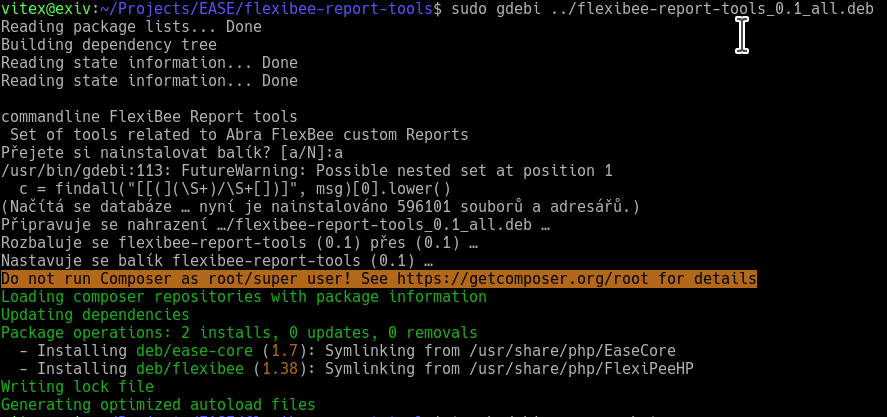 vitex@exiv:~/Projects/EASE/flexibee-report-tools$ sudo gdebi ../flexibee-report-tools_0.1_all.deb
Reading package lists... Done
Building dependency tree
Reading state information... Done
Reading state information... Done
commandline FlexiBee Report tools
 Set of tools related to Abra FlexBee custom Reports
Přejete si nainstalovat balík? [a/N]:a
/usr/bin/gdebi:113: FutureWarning: Possible nested set at position 1
  c = findall("[[(](\S+)/\S+[])]", msg)[0].lower()
(Načítá se databáze … nyní je nainstalováno 596101 souborů a adresářů.)
Připravuje se nahrazení …/flexibee-report-tools_0.1_all.deb …
Rozbaluje se flexibee-report-tools (0.1) přes (0.1) …
Nastavuje se balík flexibee-report-tools (0.1) …
Do not run Composer as root/super user! See https://getcomposer.org/root for details
Loading composer repositories with package information
Updating dependencies
Package operations: 2 installs, 0 updates, 0 removals
  - Installing deb/ease-core (1.7): Symlinking from /usr/share/php/EaseCore
  - Installing deb/flexibee (1.38): Symlinking from /usr/share/php/FlexiPeeHP
Writing lock file
Generating optimized autoload files